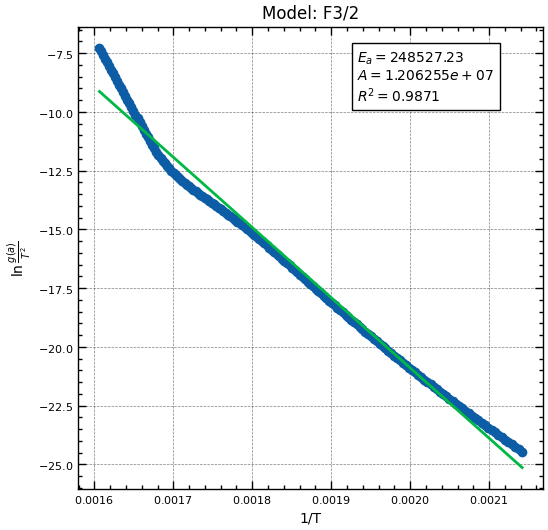 Model: F3/2
E_a = 248527.23
A = 1.206255e + 07
R² = 0.9871
−7.5
−10.0
−12.5
−15.0
−17.5
−20.0
−22.5
−25.0
ln g(a)/T²
0.0016 0.0017 0.0018 0.0019 0.0020 0.0021
1/T